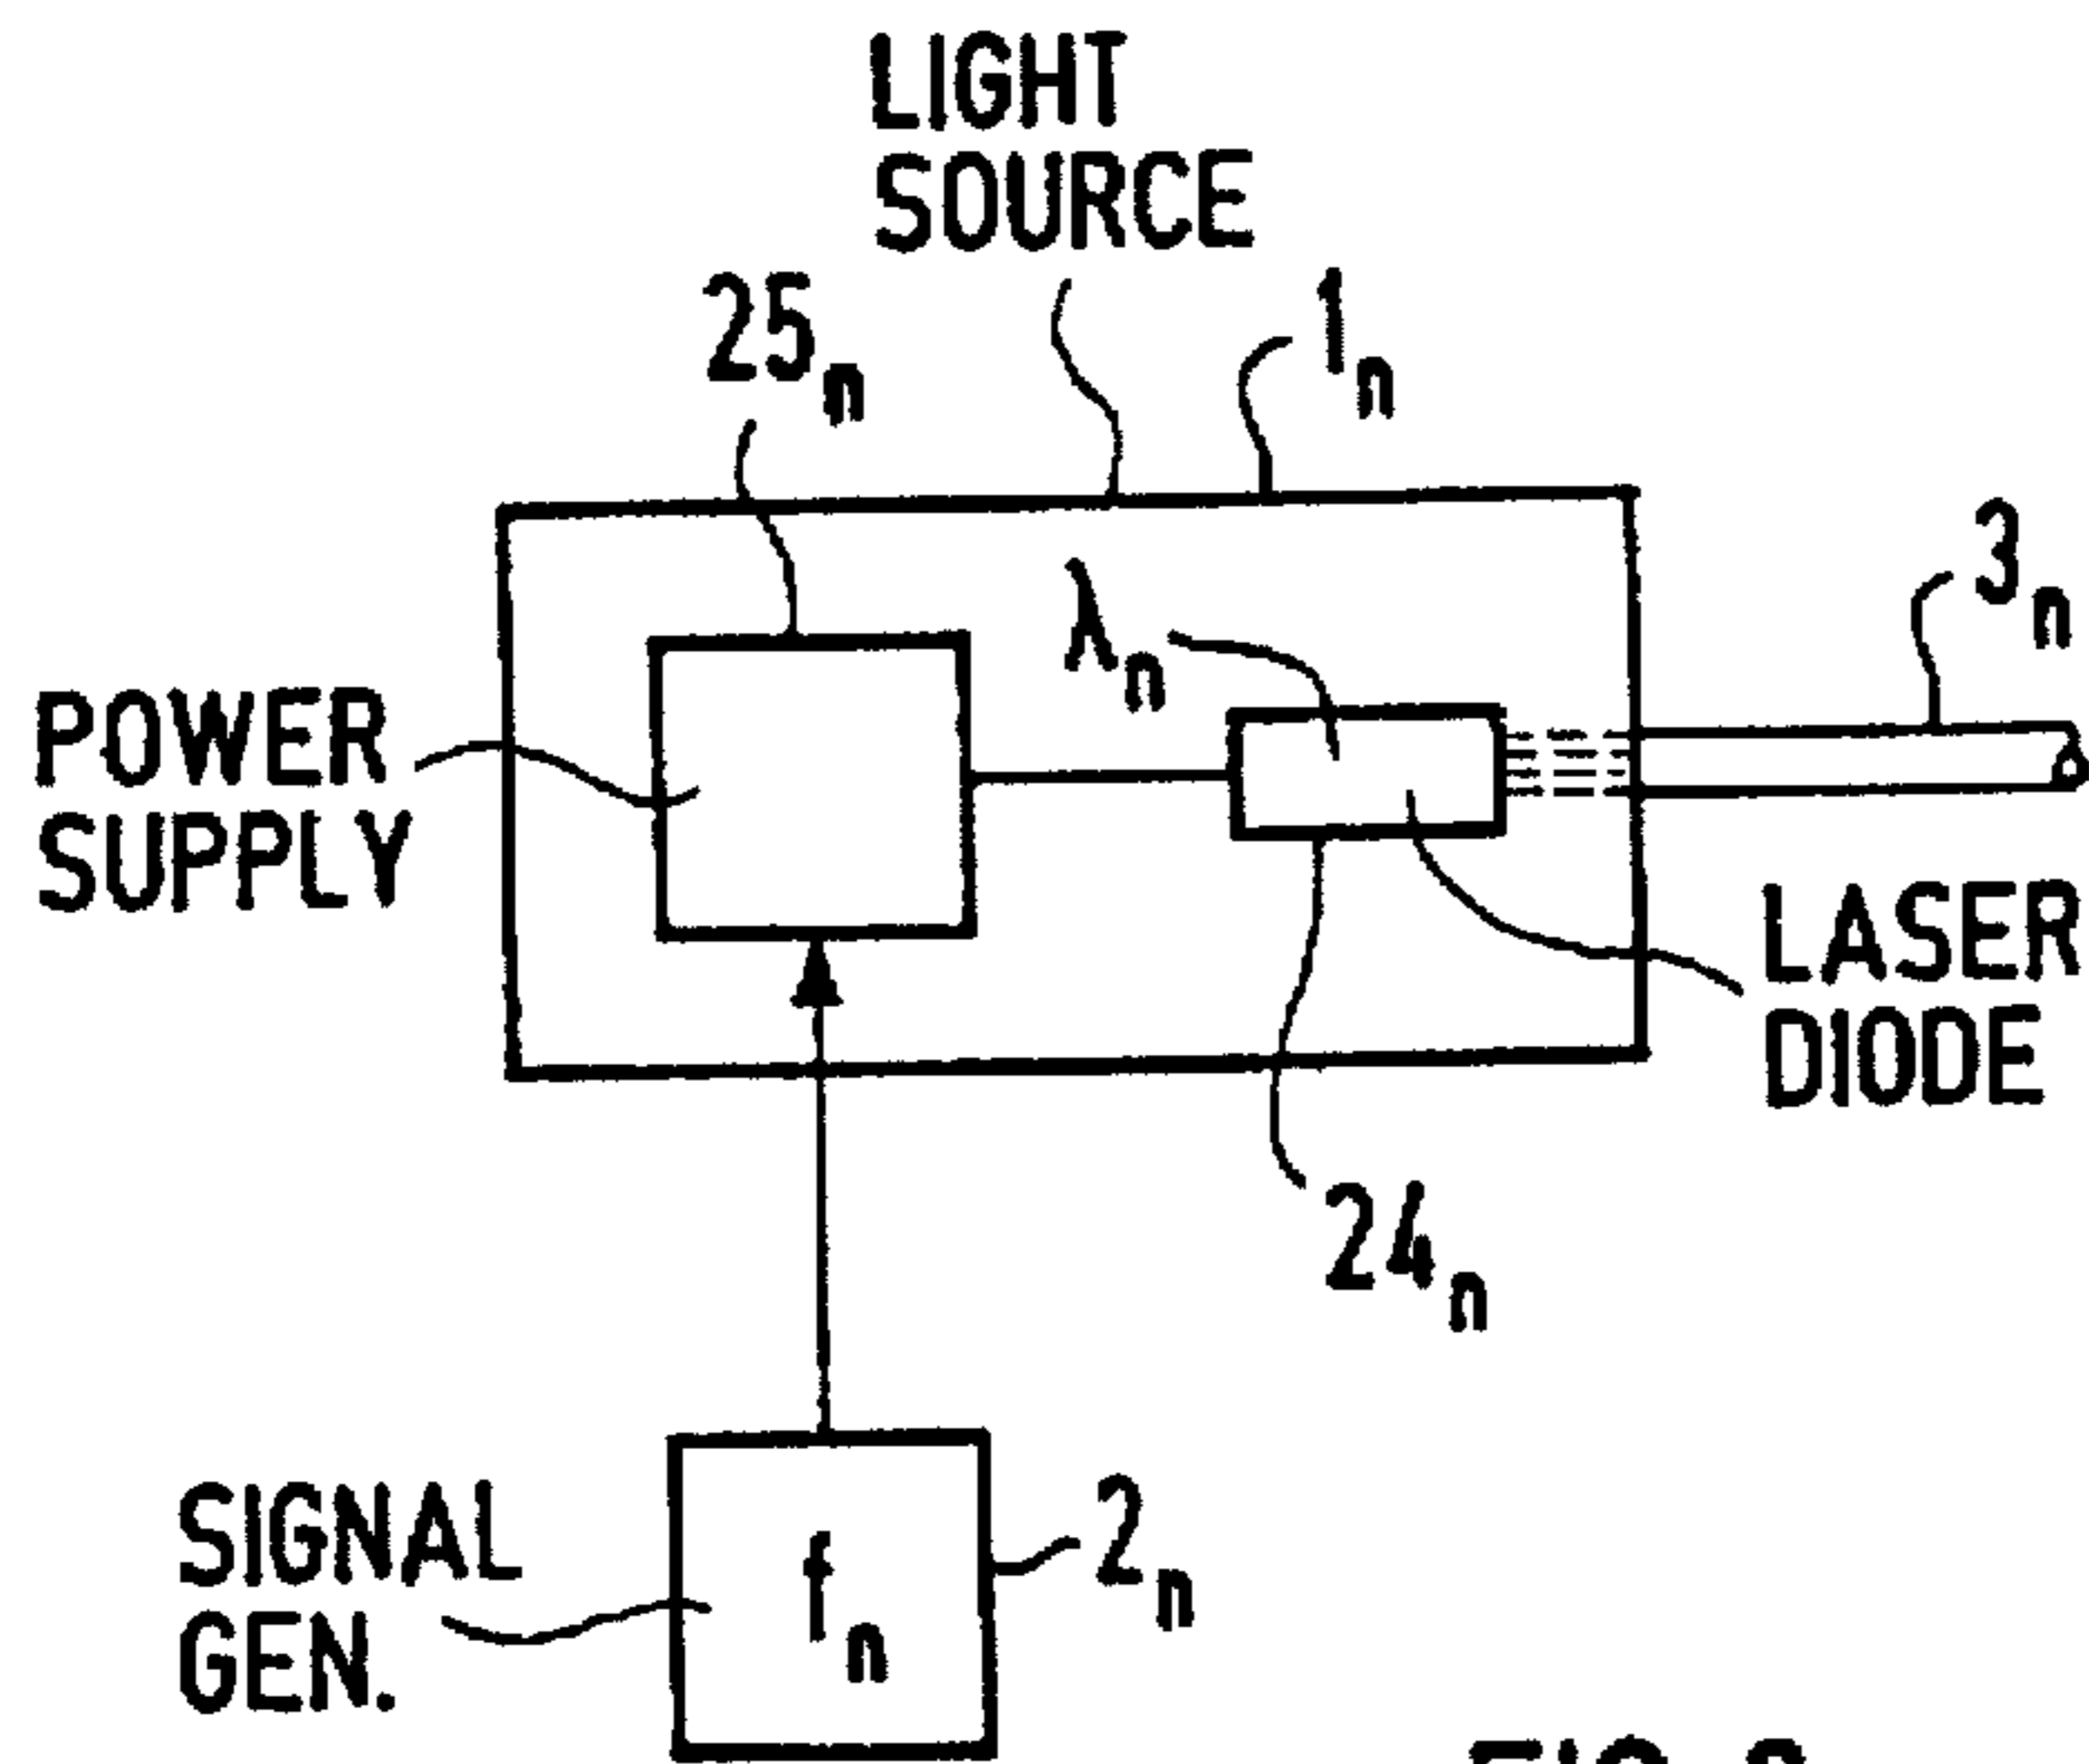 LIGHT
SOURCE
25n
1n
3n
λn
POWER
SUPPLY
LASER
DIODE
24n
SIGNAL
GEN.
fn
2n